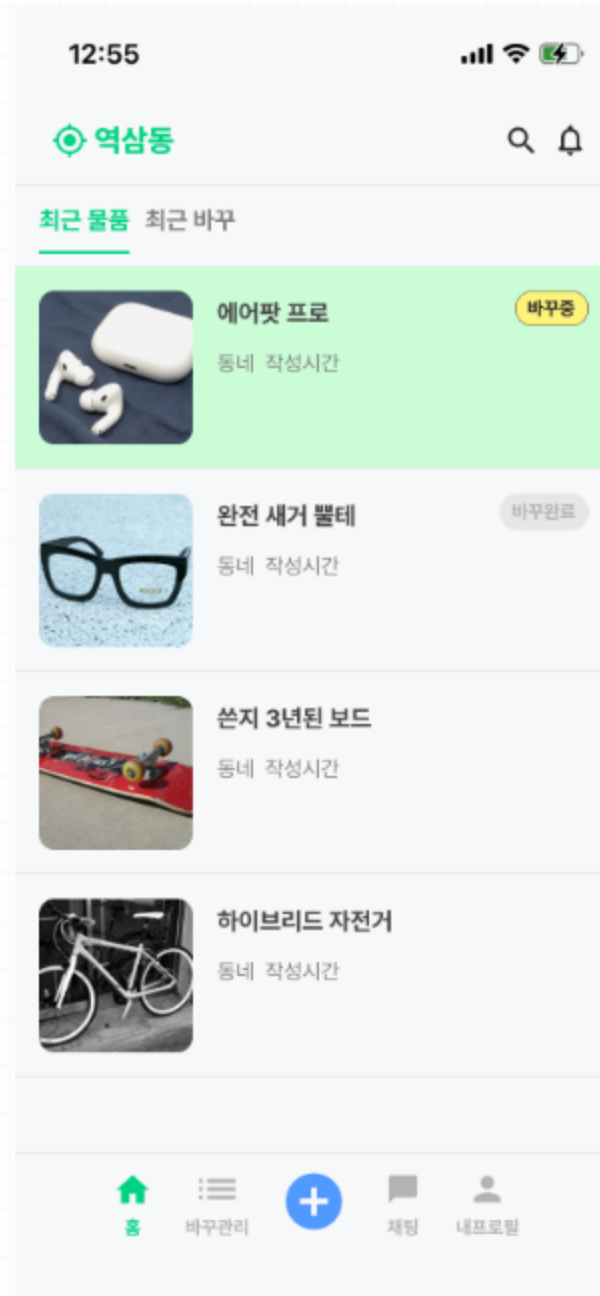 12:55
역삼동
최근 물품 최근 바꾸
에어팟 프로
바꾸중
동네 작성시간
완전 새거 뿔테
바꾸완료
동네 작성시간
쓴지 3년된 보드
동네 작성시간
하이브리드 자전거
동네 작성시간
홈 바꾸관리 채팅 내프로필